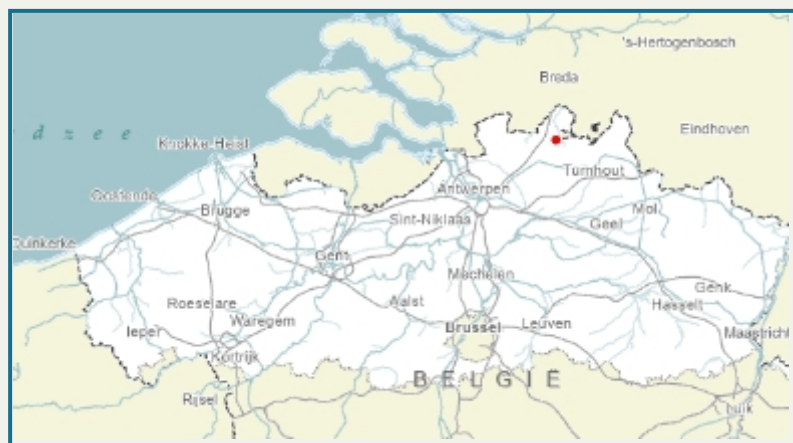 's-Hertogenbosch
Breda
Eindhoven
d z e e
Knokke-Heist
Turnhout
Antwerpen
Oostende
Brugge
Sint-Niklaas
Mol
Geel
Duinkerke
Gent
Mechelen
Genk
Roeselare
Aalst
Hasselt
Ieper
Waregem
Brussel
Leuven
Maastricht
Kortrijk
BELGIË
Rijsel
Luik